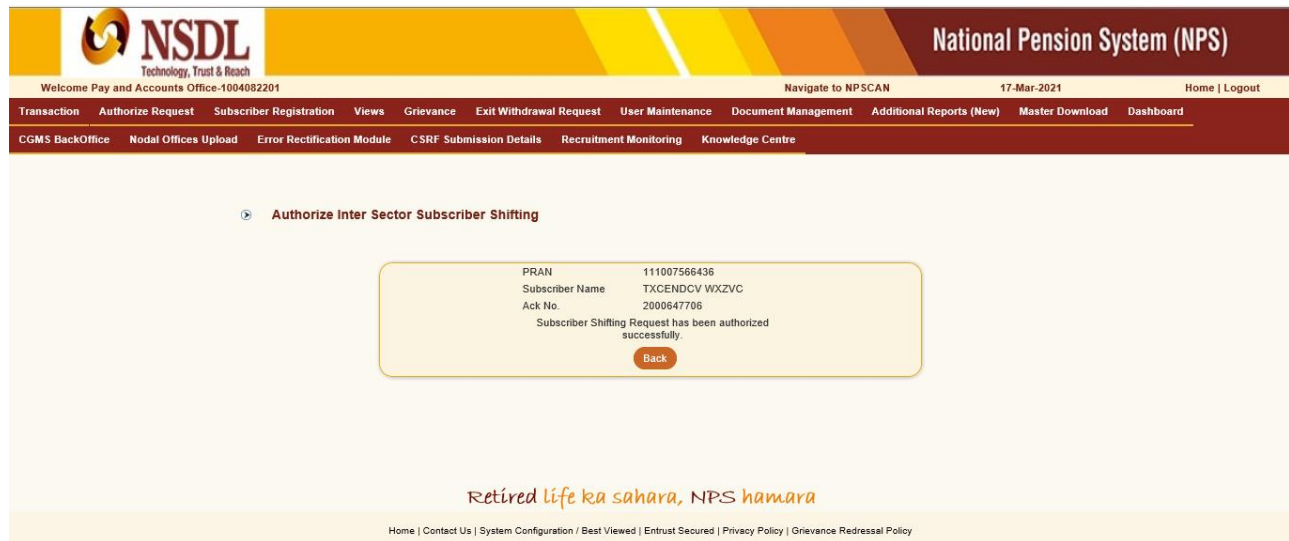 NSDL
Technology, Trust & Reach
National Pension System (NPS)
Welcome Pay and Accounts Office-1004082201 Navigate to NPSCAN 17-Mar-2021 Home | Logout
Transaction Authorize Request Subscriber Registration Views Grievance Exit Withdrawal Request User Maintenance Document Management Additional Reports (New) Master Download Dashboard
CGMS BackOffice Nodal Offices Upload Error Rectification Module CSRF Submission Details Recruitment Monitoring Knowledge Centre
Authorize Inter Sector Subscriber Shifting
PRAN 111007566436
Subscriber Name TXCENDCV WXZVC
Ack No. 2000647706
Subscriber Shifting Request has been authorized
successfully.
Back
Retired life ka sahara, NPS hamara
Home | Contact Us | System Configuration / Best Viewed | Entrust Secured | Privacy Policy | Grievance Redressal Policy